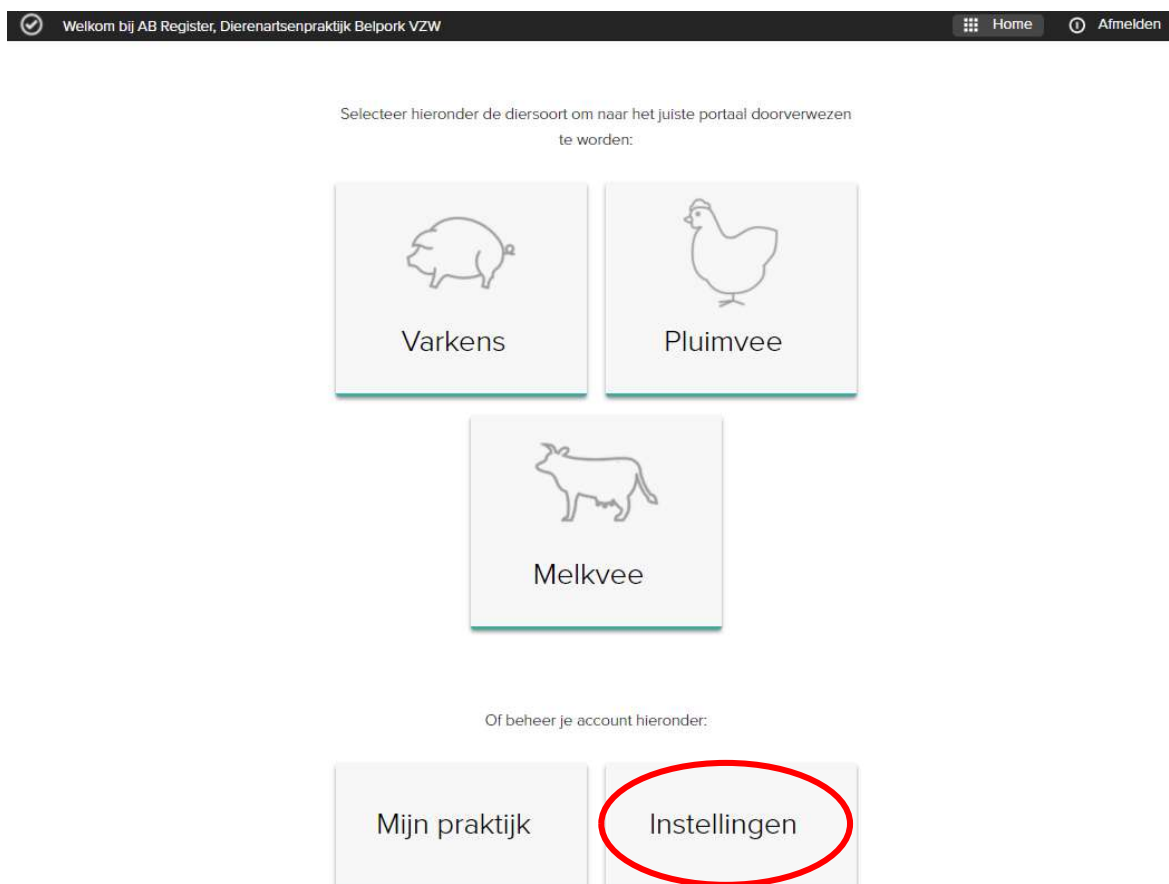 Welkom bij AB Register, Dierenartsenpraktijk Belpork VZW
Home
Afmelden
Selecteer hieronder de diersoort om naar het juiste portaal doorverwezen
te worden:
Varkens
Pluimvee
Melkvee
Of beheer je account hieronder:
Mijn praktijk
Instellingen